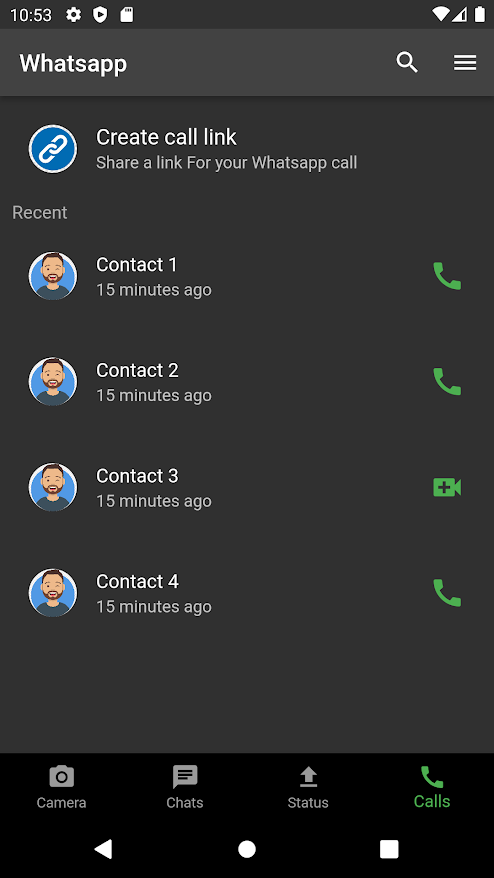 10:53
Whatsapp
Create call link
Share a link For your Whatsapp call
Recent
Contact 1
15 minutes ago
Contact 2
15 minutes ago
Contact 3
15 minutes ago
Contact 4
15 minutes ago
Camera Chats Status Calls